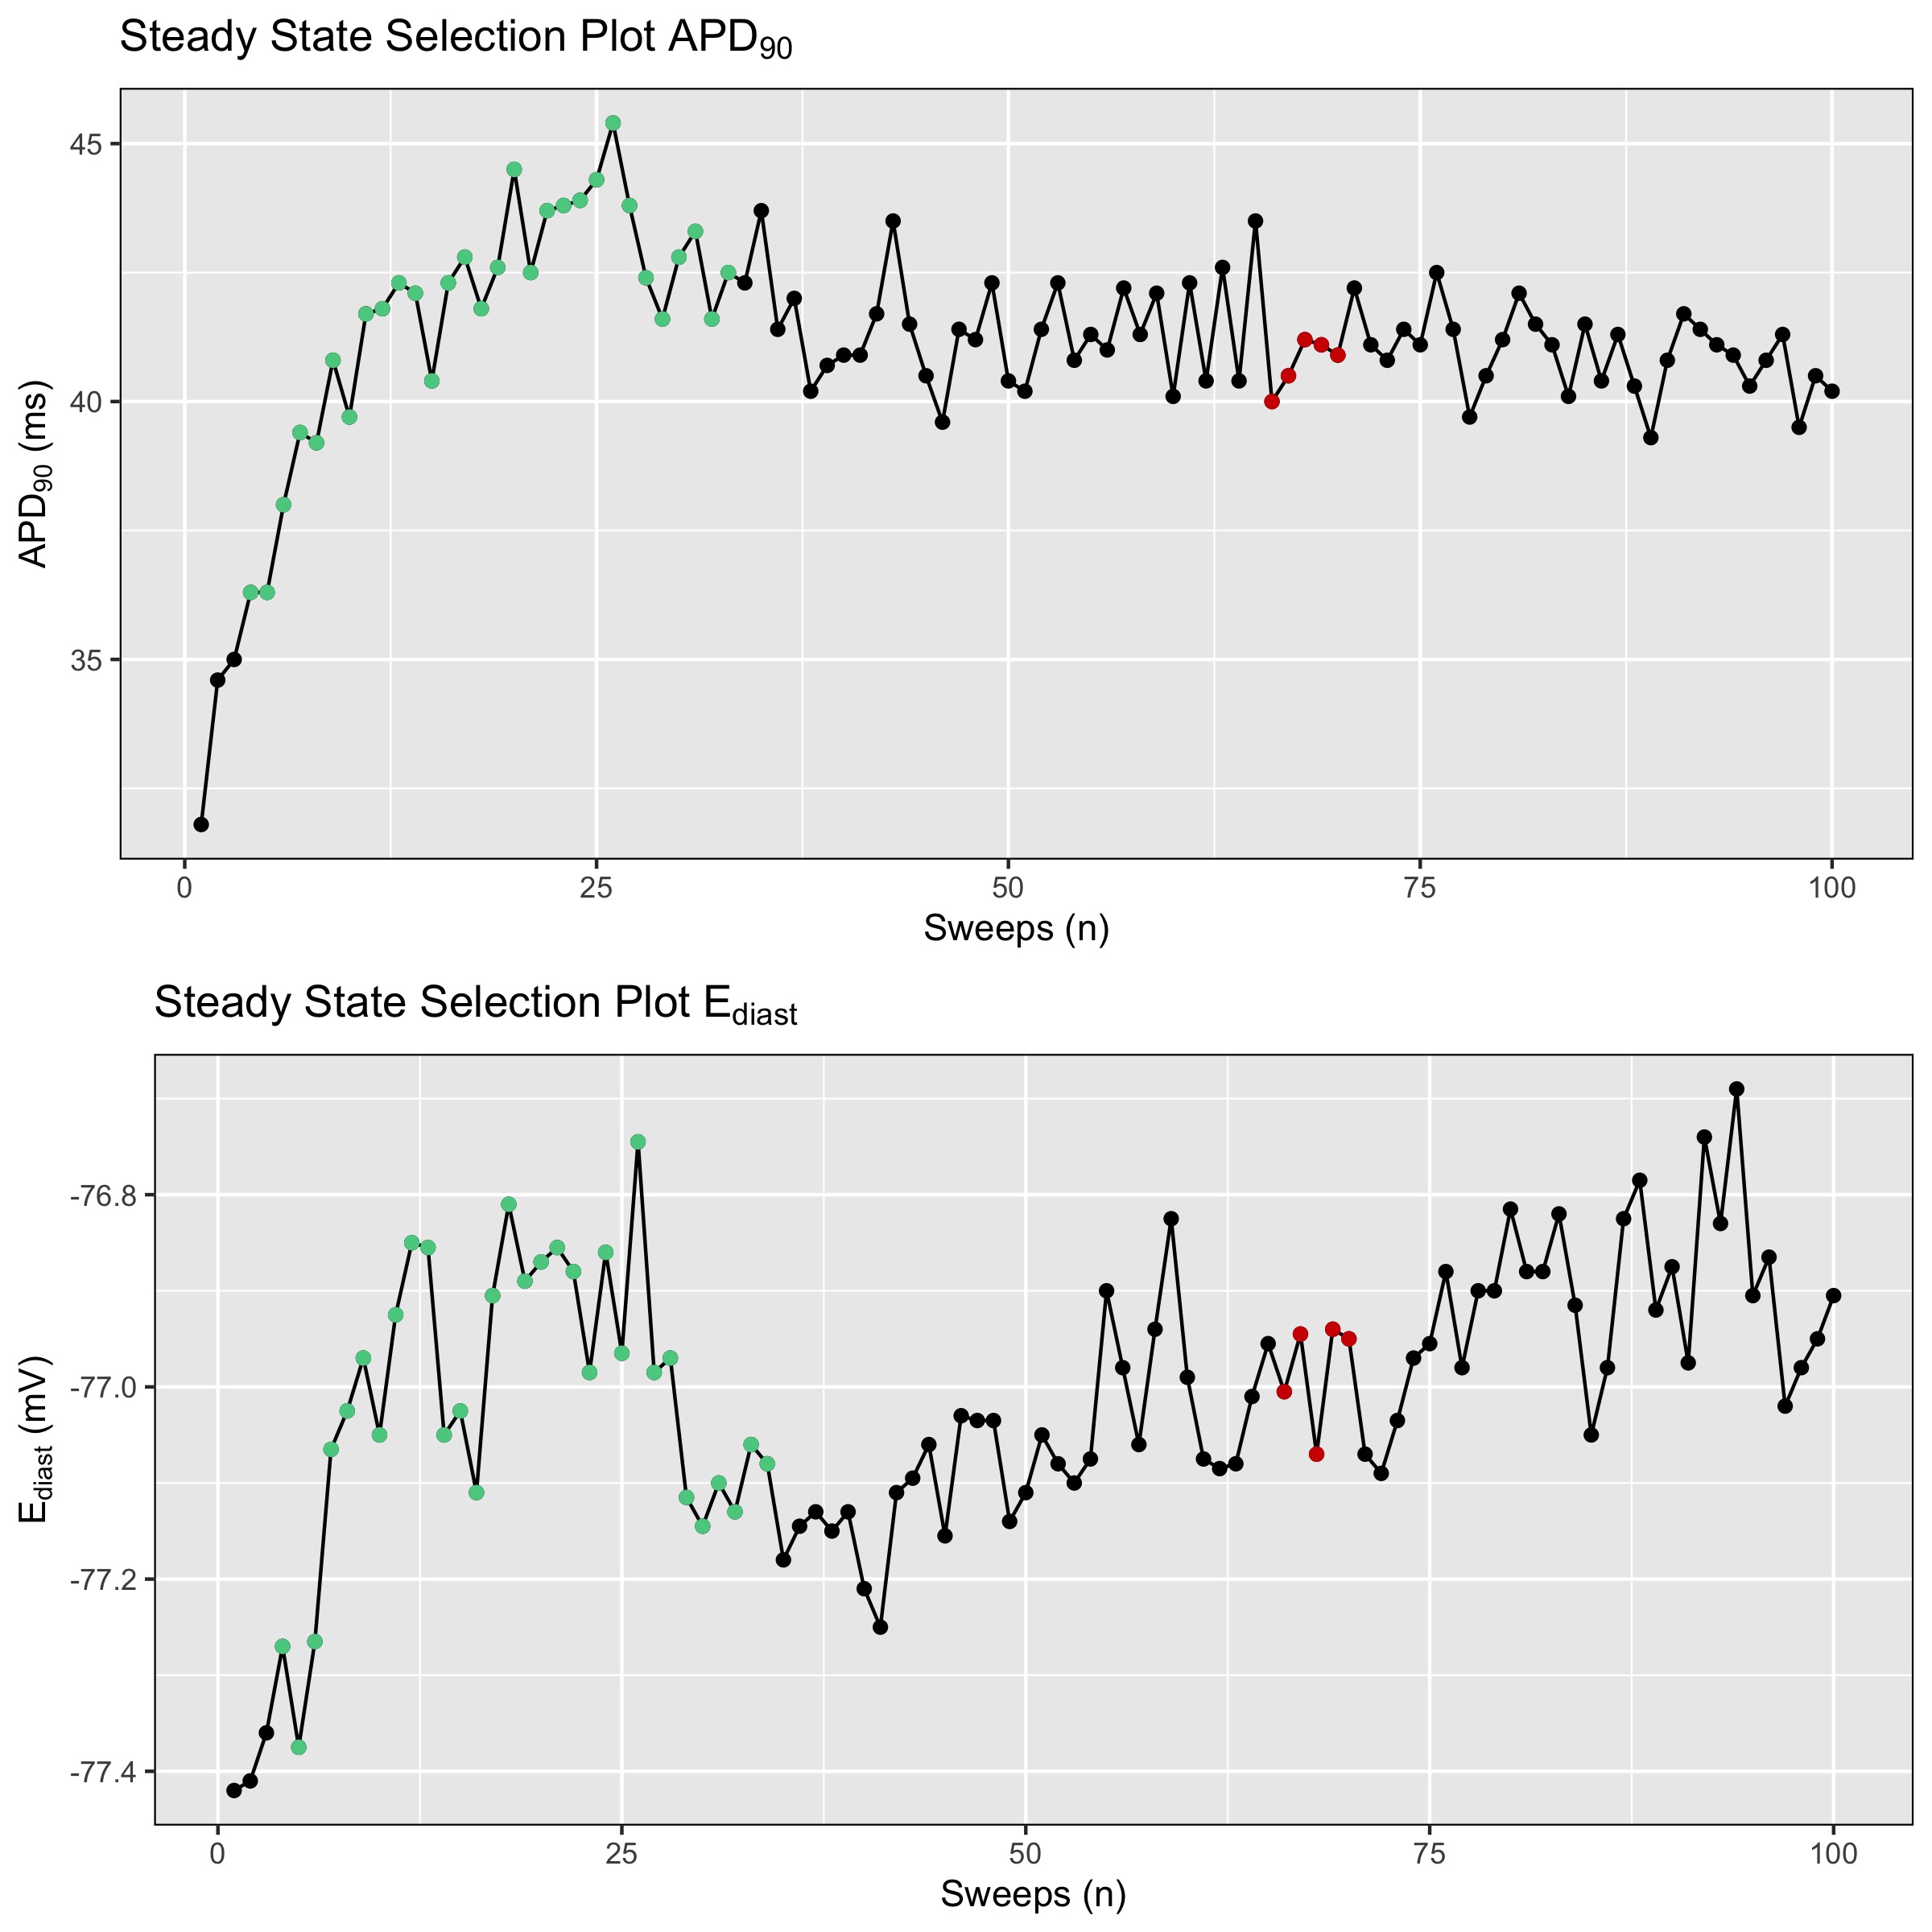 Steady State Selection Plot APD90
45
40
35
APD90 (ms)
0 25 50 75 100
Sweeps (n)
Steady State Selection Plot Ediast
-76.8
-77.0
-77.2
-77.4
Ediast (mV)
0 25 50 75 100
Sweeps (n)